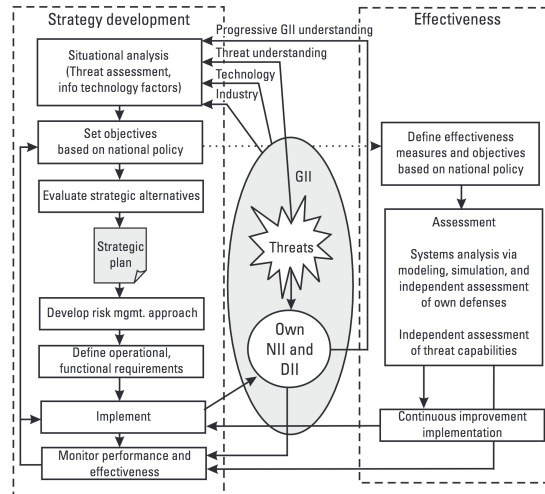 Strategy development
Effectiveness
Progressive GII understanding
Threat understanding
Technology
Industry
Situational analysis
(Threat assessment,
info technology factors)
Set objectives
based on national policy
Evaluate strategic alternatives
Strategic
plan
Develop risk mgmt. approach
Define operational,
functional requirements
Implement
Monitor performance and
effectiveness
GII
Threats
Own
NII and
DII
Define effectiveness
measures and objectives
based on national policy
Assessment
Systems analysis via
modeling, simulation, and
independent assessment
of own defenses
Independent assessment
of threat capabilities
Continuous improvement
implementation